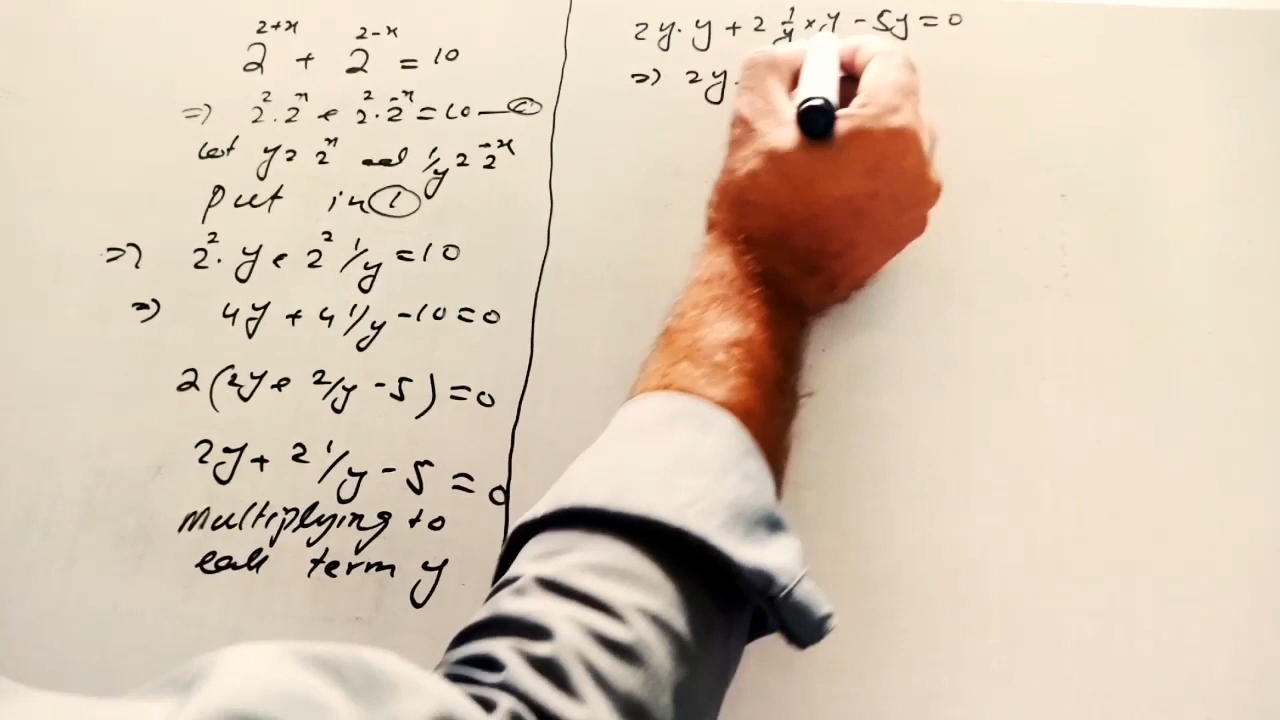 2^{2+x} + 2^{2-x} = 10
=> 2^2 . 2^x + 2^2 . 2^{-x} = 10 — ①
let y = 2^x and 1/y = 2^{-x}
Put in ①
=> 2^2 . y + 2^2 1/y = 10
=> 4y + 4 1/y - 10 = 0
2(2y + 2/y - 5) = 0
2y + 2 1/y - 5 = 0
multiplying to
each term y
2y . y + 2 1/y × y - 5y = 0
=> 2y .